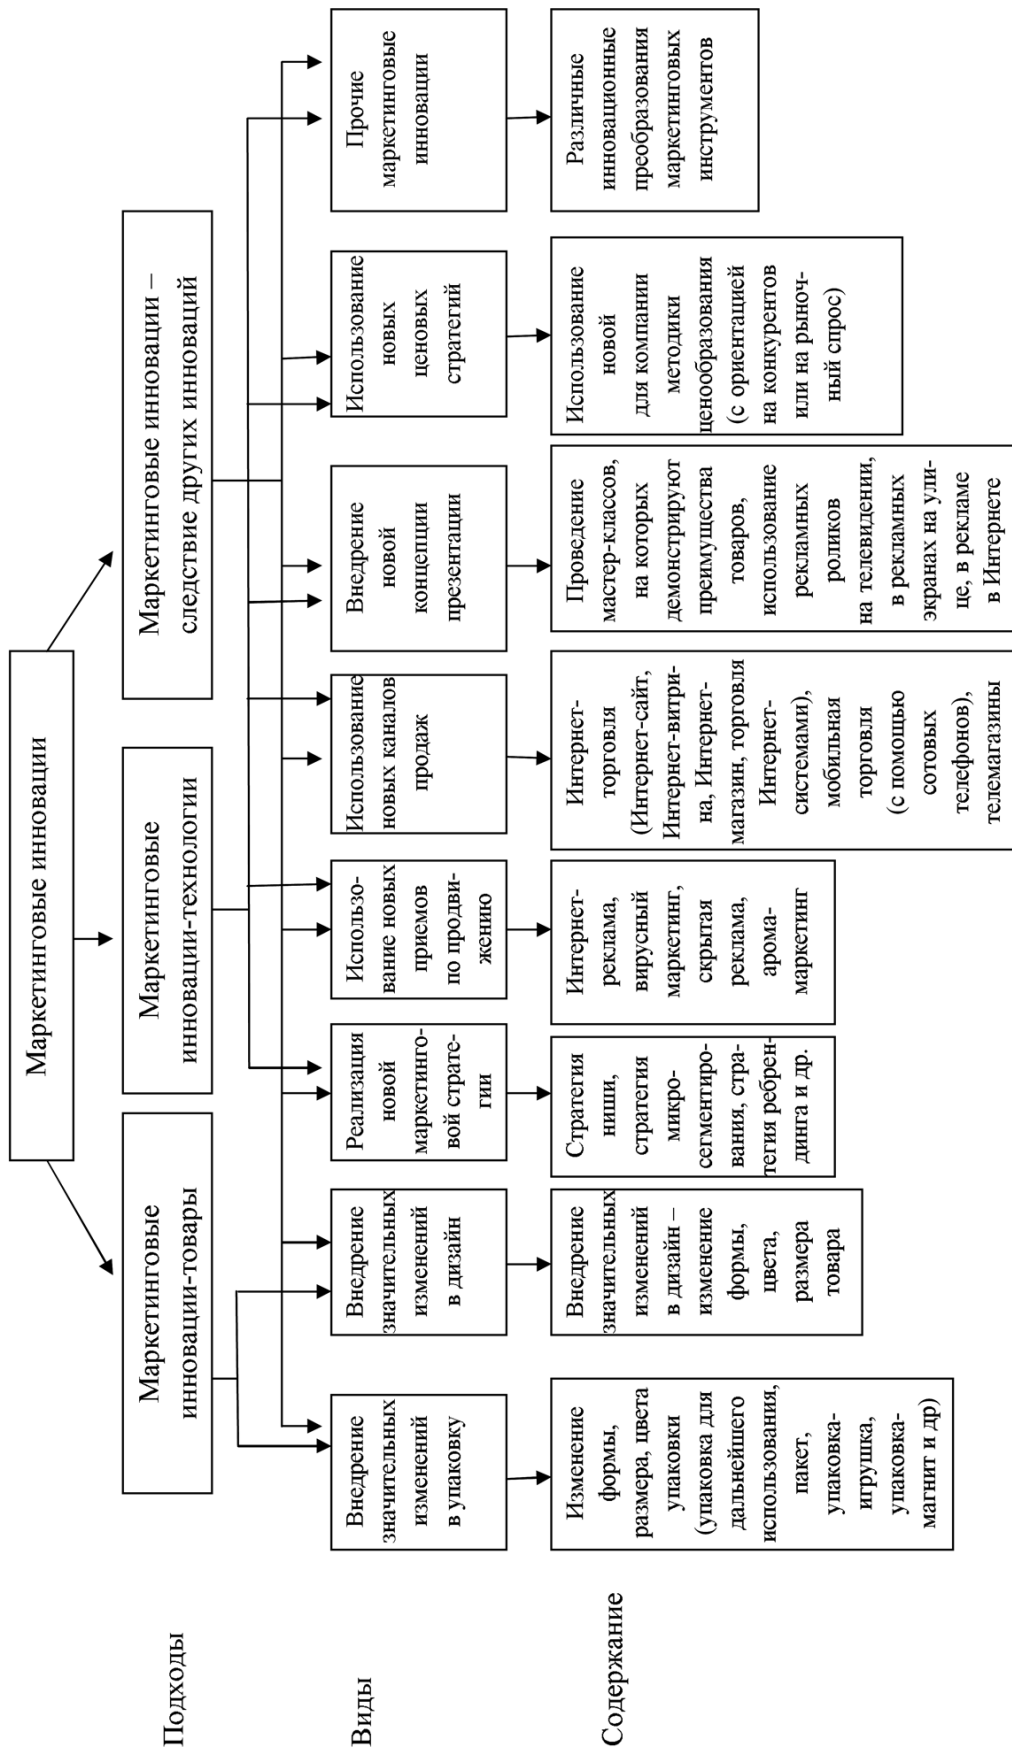 Маркетинговые инновации
Подходы
Маркетинговые
инновации-товары
Маркетинговые
инновации-технологии
Маркетинговые инновации –
следствие других инноваций
Виды
Внедрение
значительных
изменений
в упаковку
Внедрение
значительных
изменений
в дизайн
Реализация
новой
маркетинго-
вой страте-
гии
Использо-
вание новых
приемов
по продви-
жению
Использование
новых каналов
продаж
Внедрение
новой
концепции
презентации
Использование
новых
ценовых
стратегий
Прочие
маркетинговые
инновации
Содержание
Изменение
формы,
размера, цвета
упаковки
(упаковка для
дальнейшего
использования,
пакет,
упаковка-
игрушка,
упаковка-
магнит и др)
Внедрение
значительных
изменений
в дизайн –
изменение
формы,
цвета,
размера
товара
Стратегия
ниши,
стратегия
микро-
сегментиро-
вания, стра-
тегия ребрен-
динга и др.
Интернет-
реклама,
вирусный
маркетинг,
скрытая
реклама,
арома-
маркетинг
Интернет-
торговля
(Интернет-сайт,
Интернет-витри-
на, Интернет-
магазин, торговля
Интернет-
системами),
мобильная
торговля
(с помощью
сотовых
телефонов),
телемагазины
Проведение
мастер-классов,
на которых
демонстрируют
преимущества
товаров,
использование
рекламных
роликов
на телевидении,
в рекламных
экранах на ули-
це, в рекламе
в Интернете
Использование
новой
для компании
методики
ценообразования
(с ориентацией
на конкурентов
или на рыноч-
ный спрос)
Различные
инновационные
преобразования
маркетинговых
инструментов